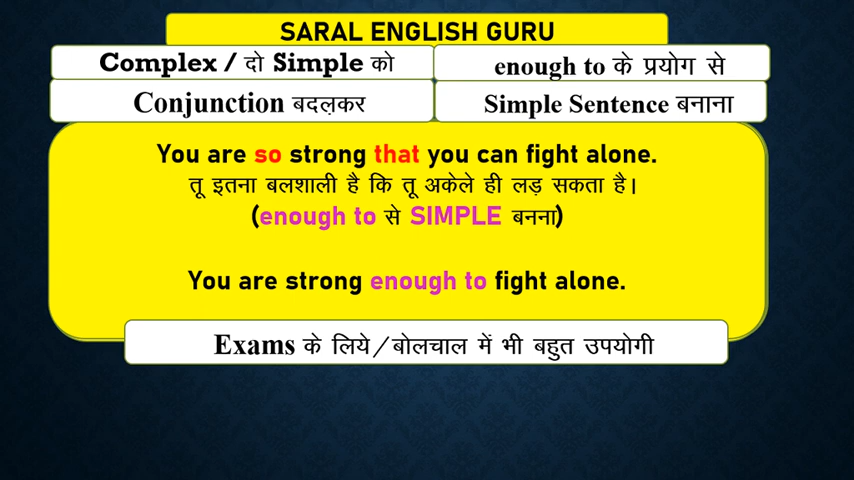 SARAL ENGLISH GURU
Complex / दो Simple को
enough to के प्रयोग से
Conjunction बदलकर
Simple Sentence बनाना
You are so strong that you can fight alone.
तू इतना बलशाली है कि तू अकेले ही लड़ सकता है।
(enough to से SIMPLE बनना)
You are strong enough to fight alone.
Exams के लिये/बोलचाल में भी बहुत उपयोगी